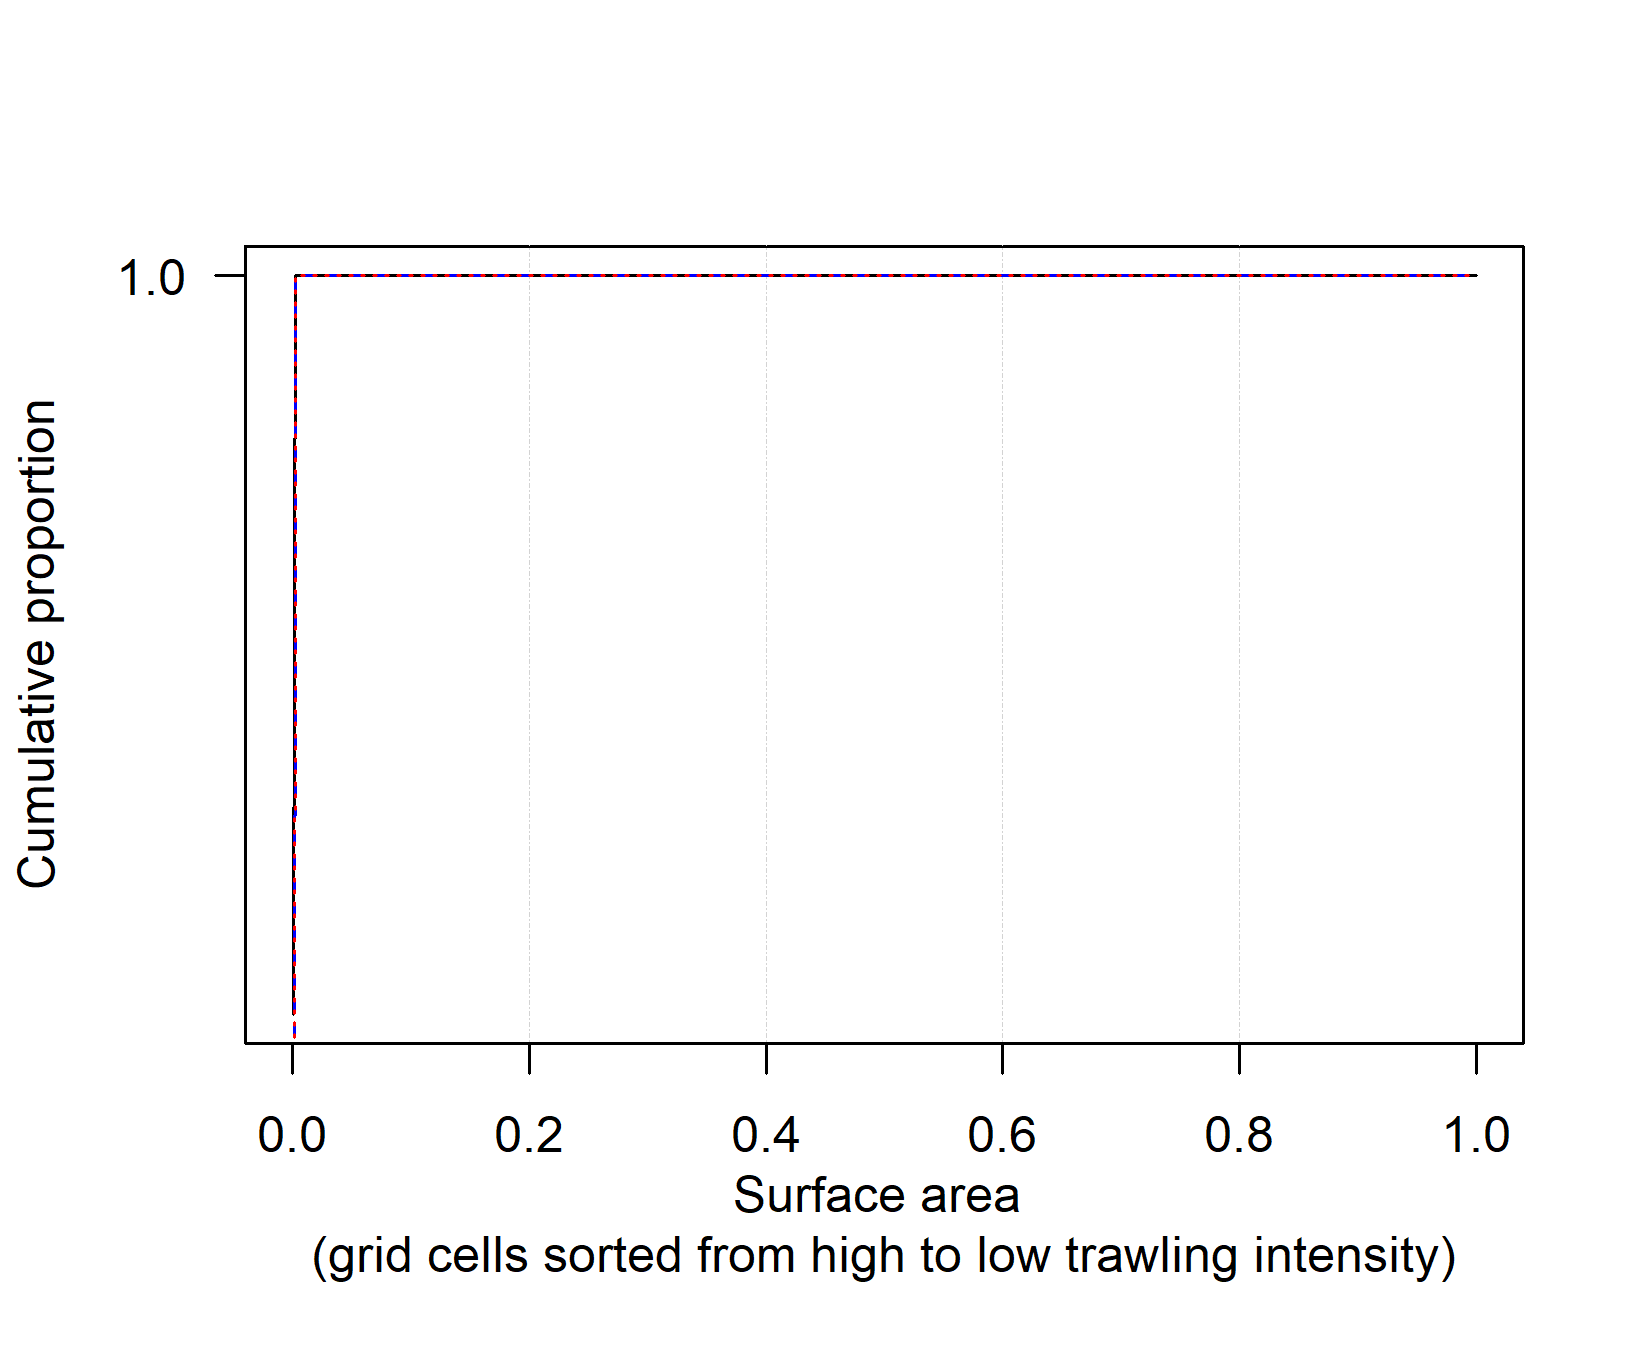 1.0
Cumulative proportion
0.0 0.2 0.4 0.6 0.8 1.0
Surface area
(grid cells sorted from high to low trawling intensity)